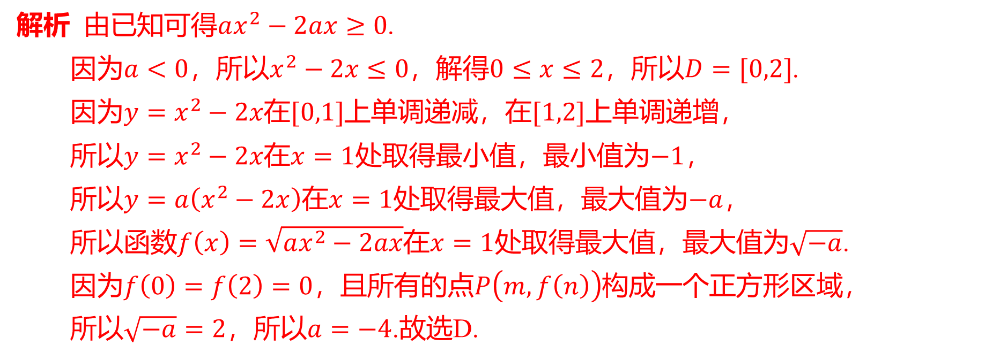 解析 由已知可得$ax^2 - 2ax \geq 0$.
因为$a < 0$，所以$x^2 - 2x \leq 0$，解得$0 \leq x \leq 2$，所以$D = [0,2]$.
因为$y = x^2 - 2x$在$[0,1]$上单调递减，在$[1,2]$上单调递增，
所以$y = x^2 - 2x$在$x = 1$处取得最小值，最小值为$-1$，
所以$y = a(x^2 - 2x)$在$x = 1$处取得最大值，最大值为$-a$，
所以函数$f(x) = \sqrt{ax^2 - 2ax}$在$x = 1$处取得最大值，最大值为$\sqrt{-a}$.
因为$f(0) = f(2) = 0$，且所有的点$P(m, f(n))$构成一个正方形区域，
所以$\sqrt{-a} = 2$，所以$a = -4$.故选D.